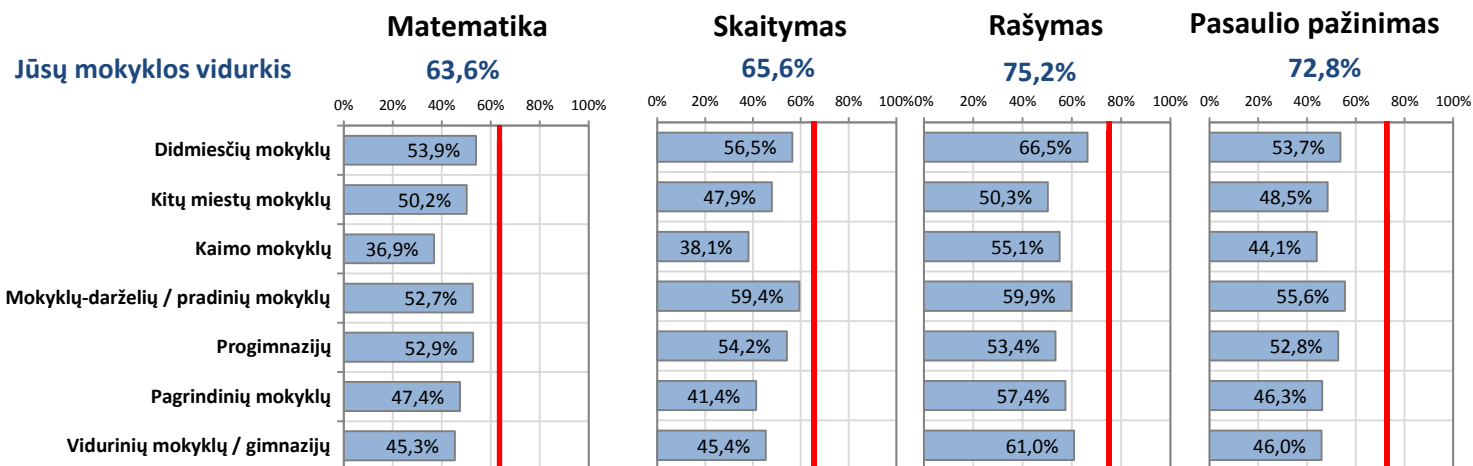 Matematika Skaitymas Rašymas Pasaulio pažinimas
Jūsų mokyklos vidurkis 63,6% 65,6% 75,2% 72,8%
0% 20% 40% 60% 80% 100% 0% 20% 40% 60% 80% 100% 0% 20% 40% 60% 80% 100% 0% 20% 40% 60% 80% 100%
Didmiesčių mokyklų 53,9% 56,5% 66,5% 53,7%
Kitų miestų mokyklų 50,2% 47,9% 50,3% 48,5%
Kaimo mokyklų 36,9% 38,1% 55,1% 44,1%
Mokyklų-darželių / pradinių mokyklų 52,7% 59,4% 59,9% 55,6%
Progimnazijų 52,9% 54,2% 53,4% 52,8%
Pagrindinių mokyklų 47,4% 41,4% 57,4% 46,3%
Vidurinių mokyklų / gimnazijų 45,3% 45,4% 61,0% 46,0%